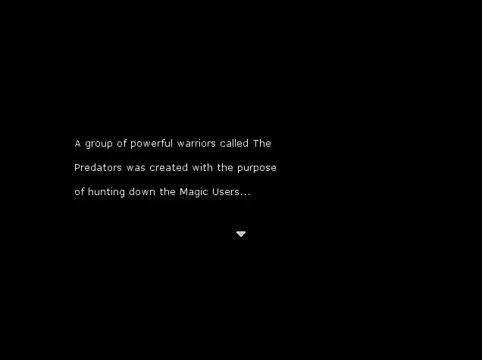 A group of powerful warriors called The
Predators was created with the purpose
of hunting down the Magic Users...